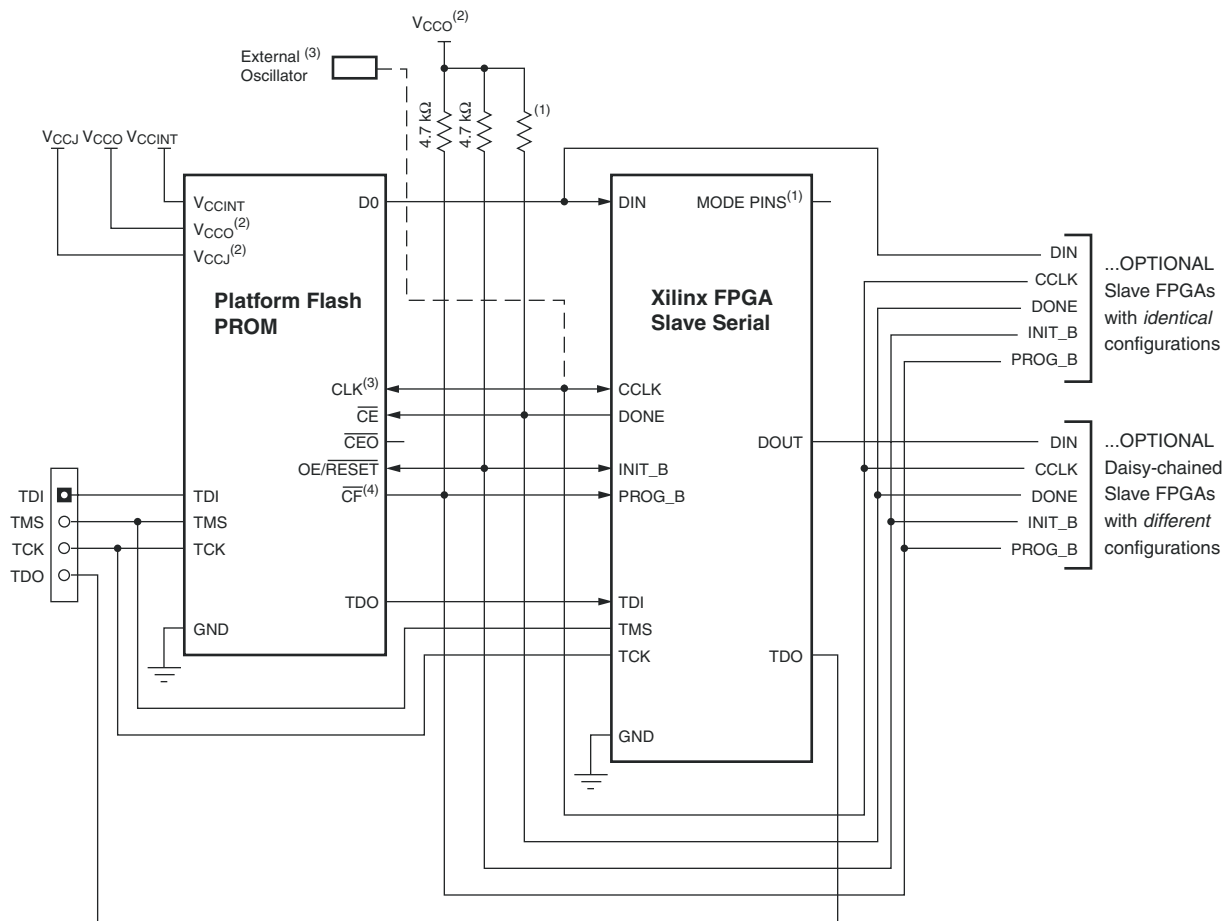 VCCO(2)
External (3)
Oscillator
4.7 kΩ
4.7 kΩ
(1)
VCCJ VCCO VCCINT
VCCINT
VCCO(2)
VCCJ(2)
D0
Platform Flash
PROM
CLK(3)
CE
CEO
OE/RESET
CF(4)
TDI
TMS
TCK
TDO
GND
TDI
TMS
TCK
TDO
DIN
MODE PINS(1)
Xilinx FPGA
Slave Serial
CCLK
DONE
DOUT
INIT_B
PROG_B
TDI
TMS
TCK
TDO
GND
DIN
CCLK
DONE
INIT_B
PROG_B
...OPTIONAL
Slave FPGAs
with identical
configurations
DIN
CCLK
DONE
INIT_B
PROG_B
...OPTIONAL
Daisy-chained
Slave FPGAs
with different
configurations